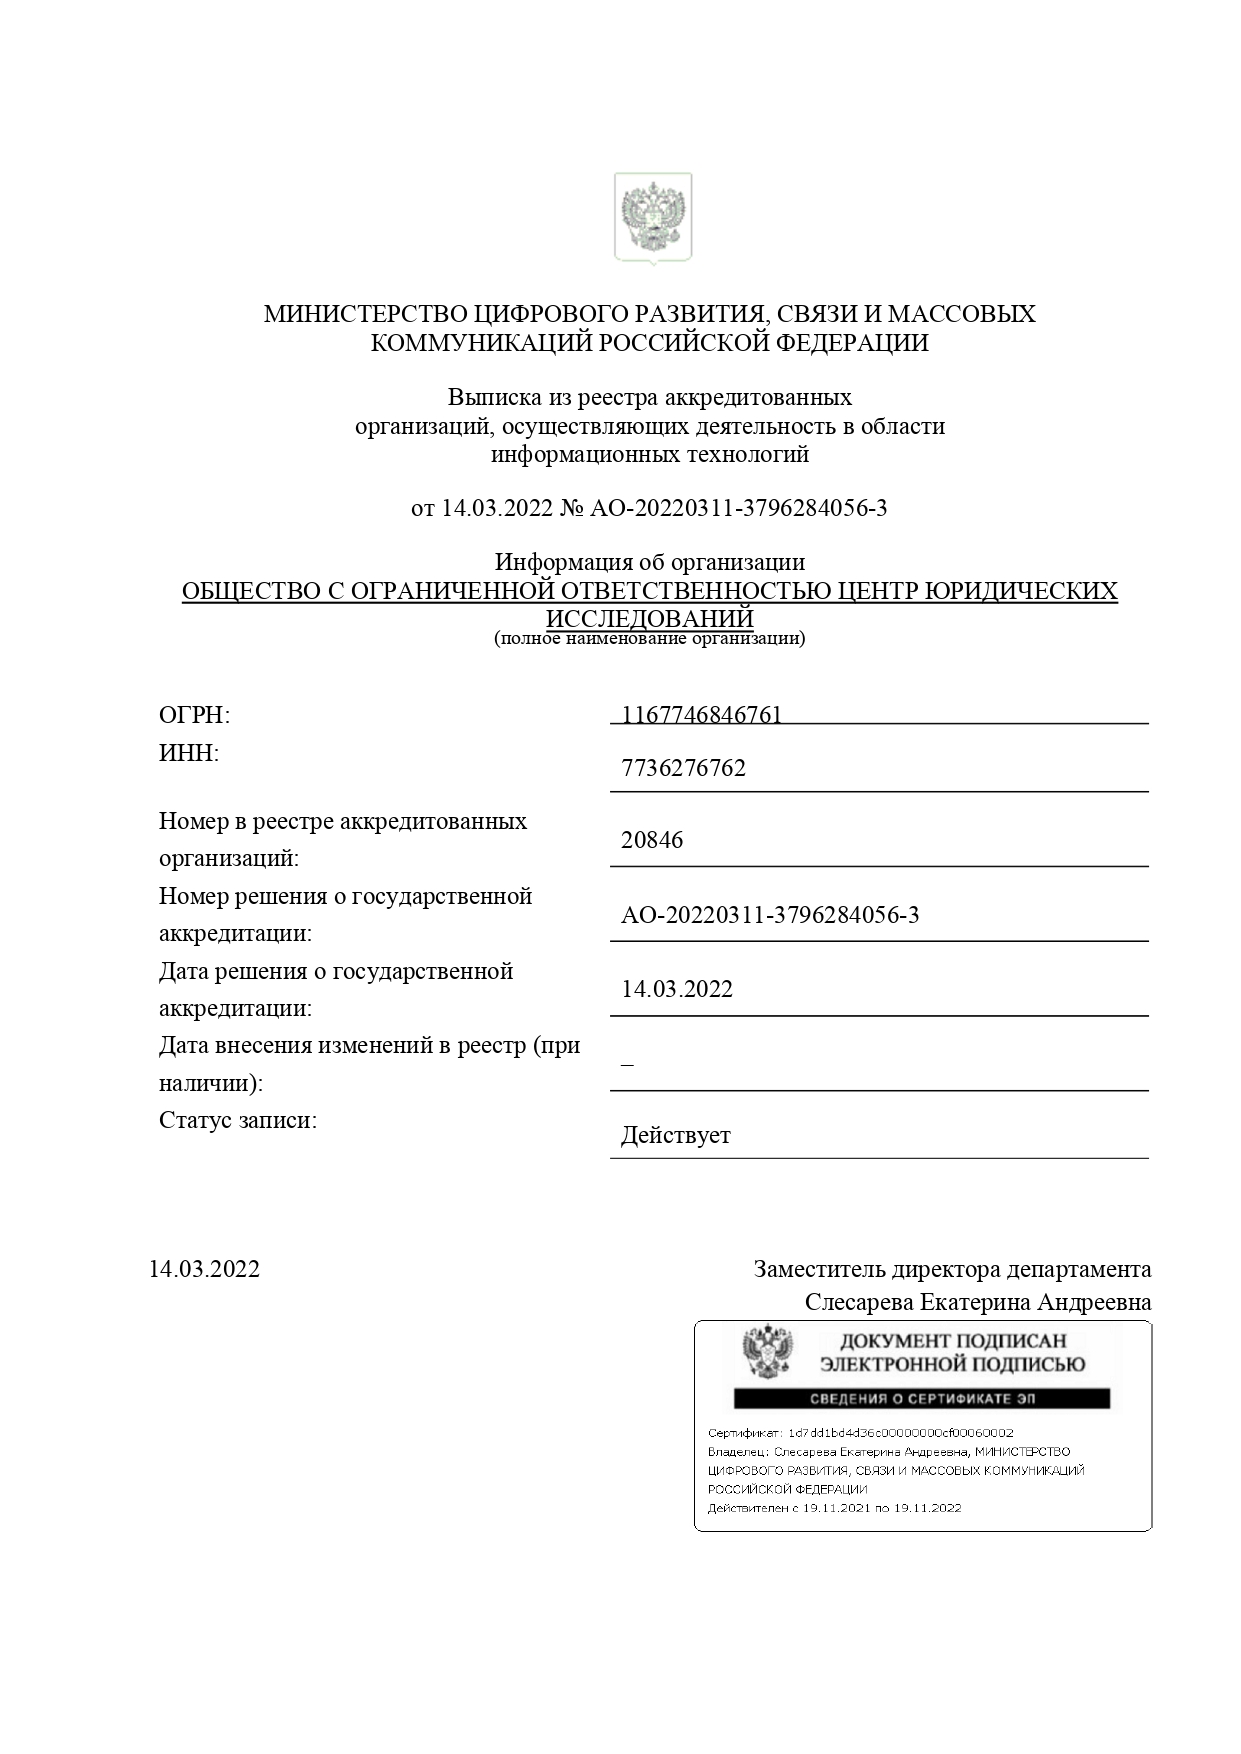 МИНИСТЕРСТВО ЦИФРОВОГО РАЗВИТИЯ, СВЯЗИ И МАССОВЫХ
КОММУНИКАЦИЙ РОССИЙСКОЙ ФЕДЕРАЦИИ
Выписка из реестра аккредитованных
организаций, осуществляющих деятельность в области
информационных технологий
от 14.03.2022 № АО-20220311-3796284056-3
Информация об организации
ОБЩЕСТВО С ОГРАНИЧЕННОЙ ОТВЕТСТВЕННОСТЬЮ ЦЕНТР ЮРИДИЧЕСКИХ
ИССЛЕДОВАНИЙ
(полное наименование организации)
ОГРН: 1167746846761
ИНН: 7736276762
Номер в реестре аккредитованных
организаций: 20846
Номер решения о государственной
аккредитации: АО-20220311-3796284056-3
Дата решения о государственной
аккредитации: 14.03.2022
Дата внесения изменений в реестр (при
наличии): –
Статус записи: Действует
14.03.2022 Заместитель директора департамента
Слесарева Екатерина Андреевна
ДОКУМЕНТ ПОДПИСАН
ЭЛЕКТРОННОЙ ПОДПИСЬЮ
СВЕДЕНИЯ О СЕРТИФИКАТЕ ЭП
Сертификат: 1d7dd1bd4d36c00000000cf00060002
Владелец: Слесарева Екатерина Андреевна, МИНИСТЕРСТВО
ЦИФРОВОГО РАЗВИТИЯ, СВЯЗИ И МАССОВЫХ КОММУНИКАЦИЙ
РОССИЙСКОЙ ФЕДЕРАЦИИ
Действителен с 19.11.2021 по 19.11.2022